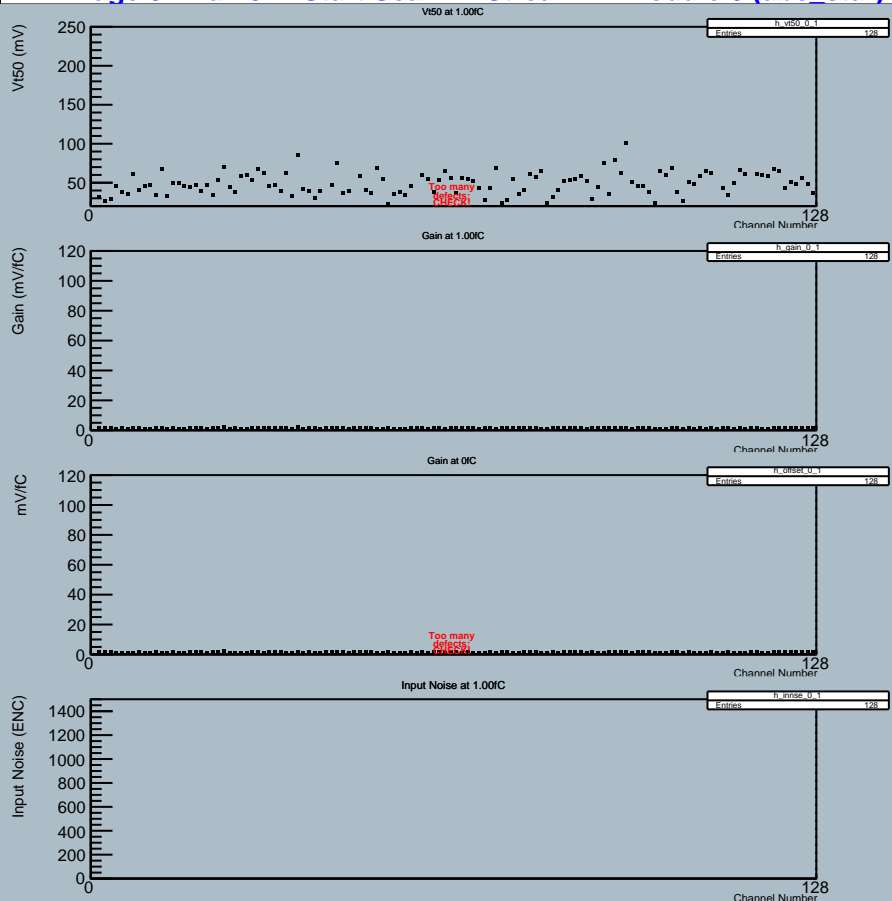 Vt50 at 1.00fC
h_vt50_0_1
Entries 128
Vt50 (mV)
250
200
150
100
50
Too many
defects:
CHECK!
0
128
Channel Number
Gain at 1.00fC
h_gain_0_1
Entries 128
Gain (mV/fC)
120
100
80
60
40
20
0
0
128
Channel Number
Gain at 0fC
h_offset_0_1
Entries 128
mV/fC
120
100
80
60
40
20
0
Too many
defects:
0
128
Channel Number
Input Noise at 1.00fC
h_innse_0_1
Entries 128
Input Noise (ENC)
1400
1200
1000
800
600
400
200
0
0
128
Channel Number